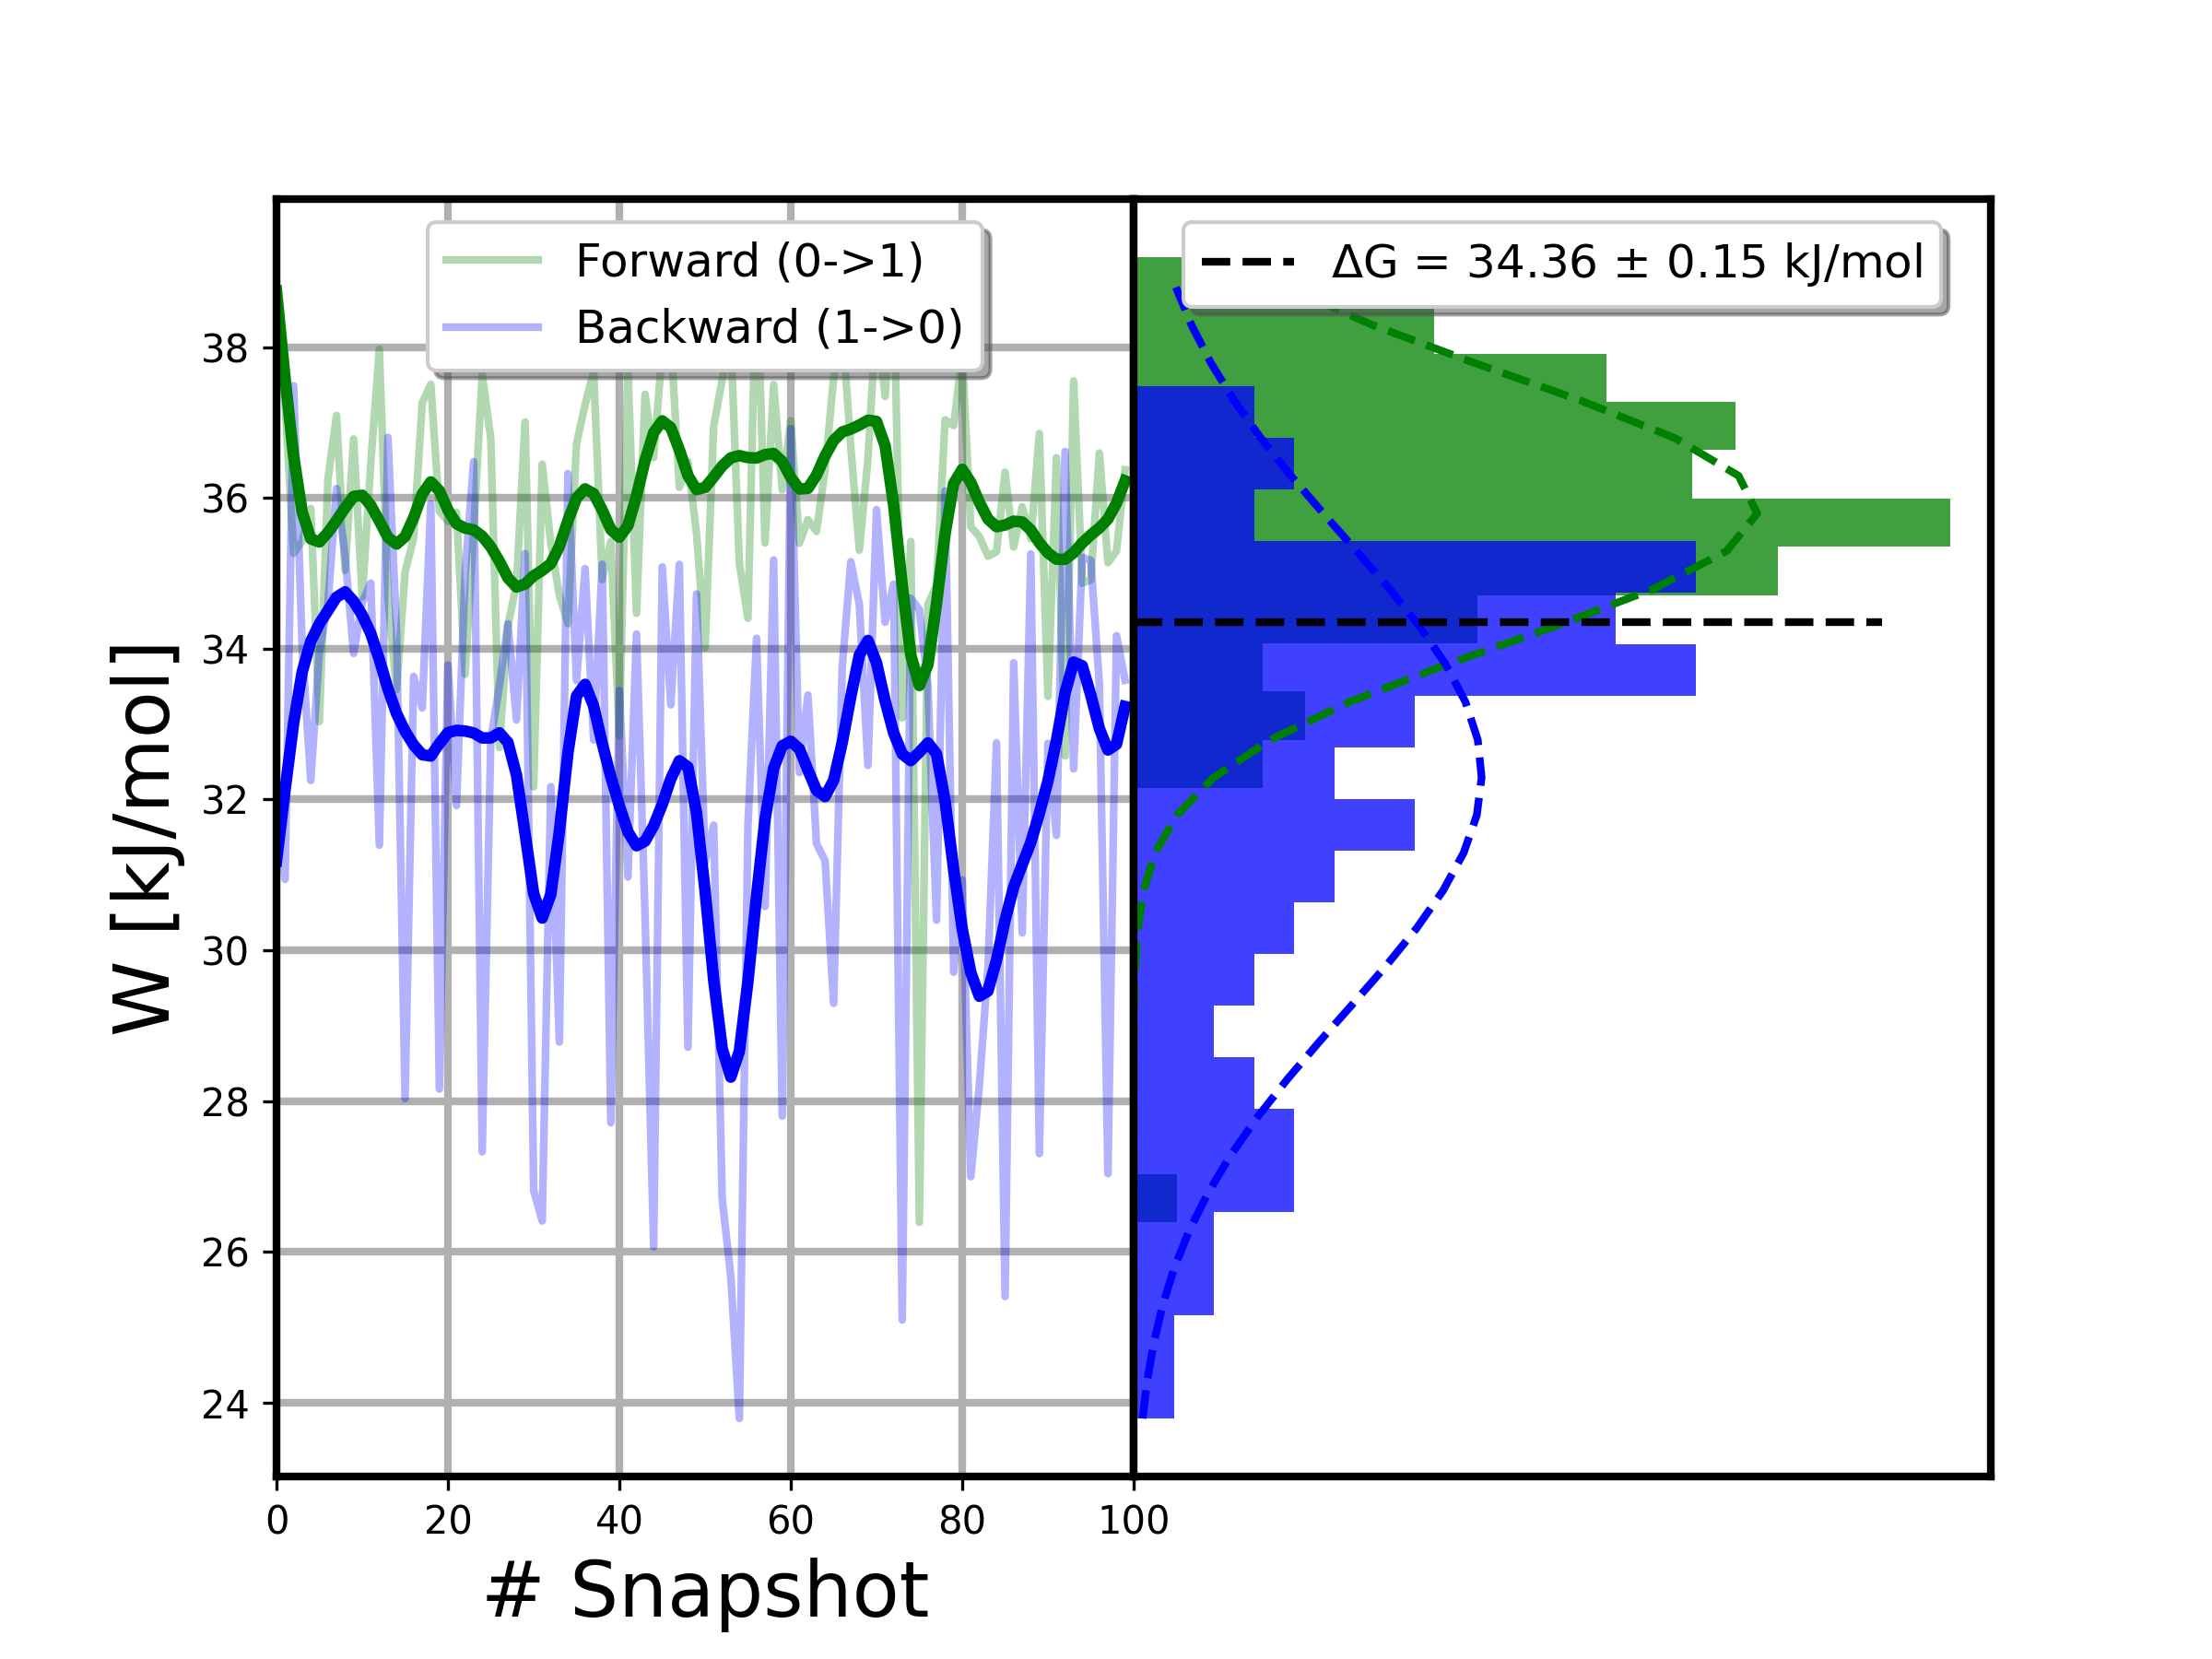 Forward (0->1)
Backward (1->0)
ΔG = 34.36 ± 0.15 kJ/mol
W [kJ/mol]
38
36
34
32
30
28
26
24
0 20 40 60 80 100
# Snapshot